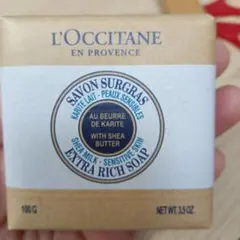 L'OCCITANE
EN PROVENCE
SAVON SURGRAS
KARITE LAIT - PEAUX SENSIBLES
AU BEURRE
DE KARITE
WITH SHEA
BUTTER
SHEA MILK - SENSITIVE SKIN
EXTRA RICH SOAP
100 G
NET WT. 3.5 OZ.